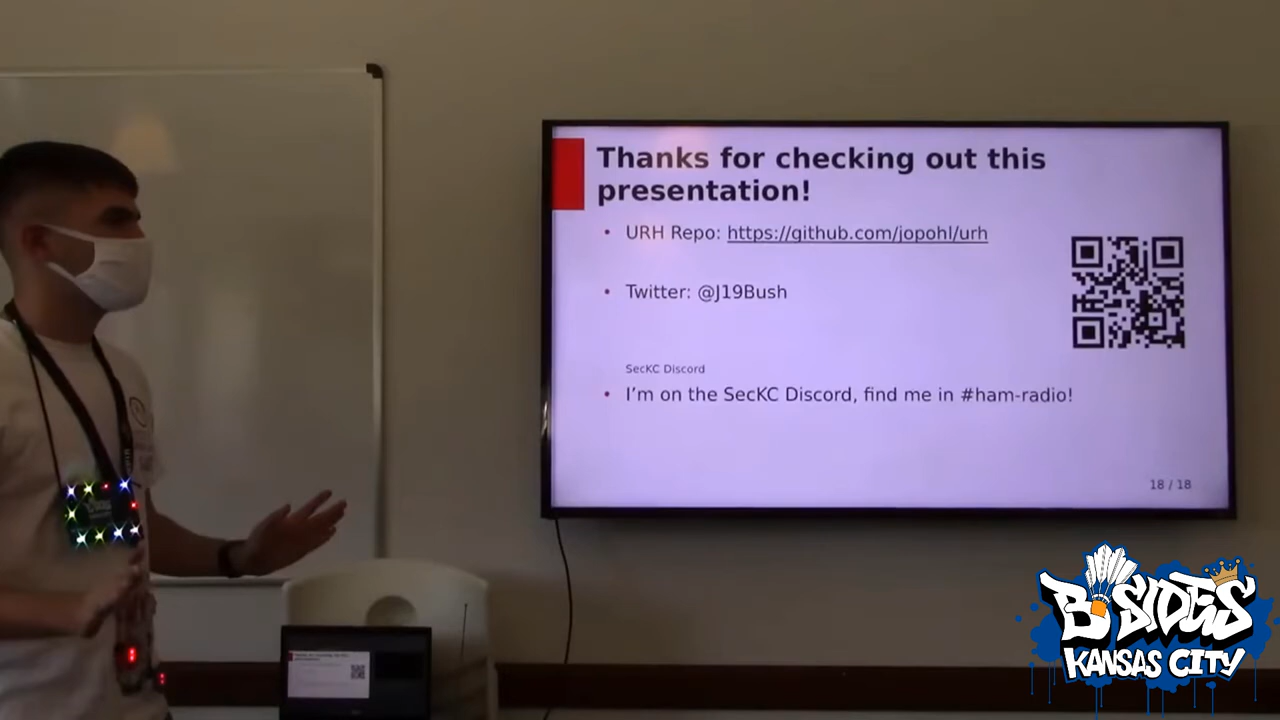 Thanks for checking out this
presentation!
• URH Repo: https://github.com/jopohl/urh
• Twitter: @J19Bush
SecKC Discord
• I’m on the SecKC Discord, find me in #ham-radio!
18 / 18
B·SIDES
KANSAS CITY